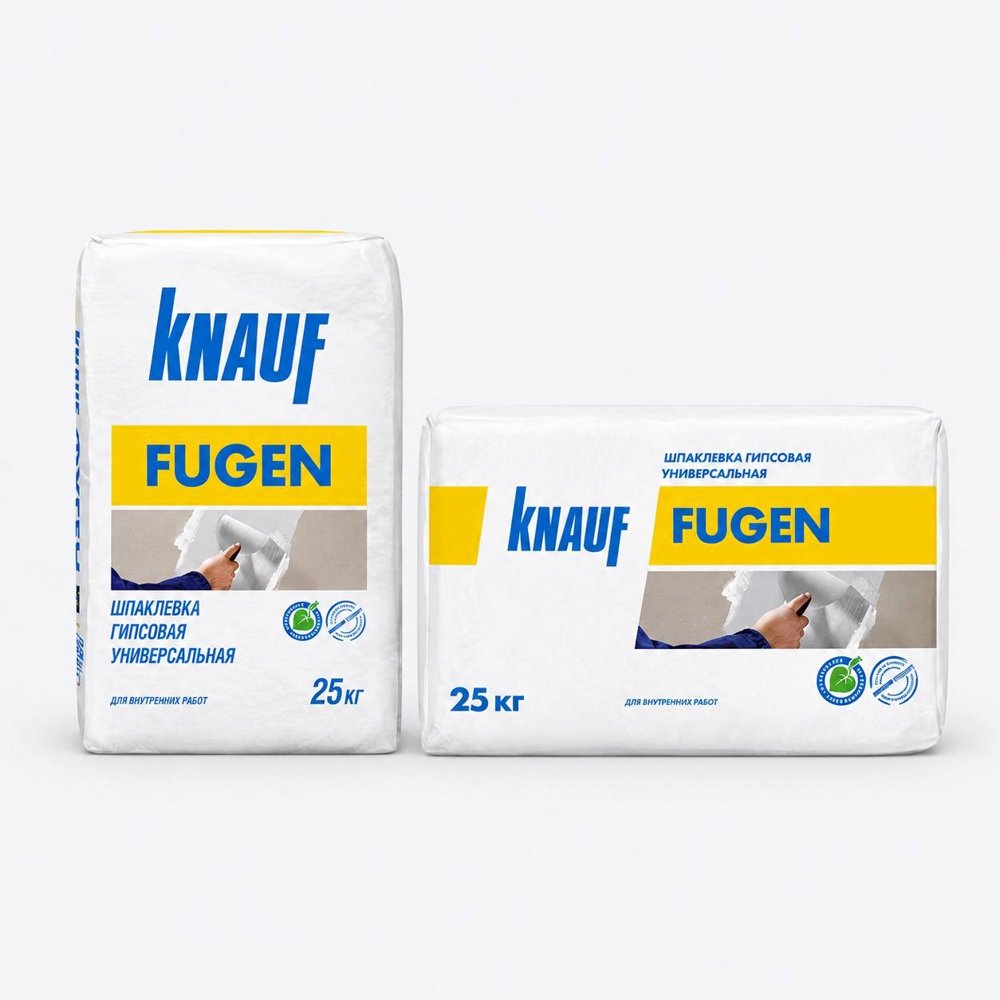 KNAUF
FUGEN
ШПАКЛЕВКА
ГИПСОВАЯ
УНИВЕРСАЛЬНАЯ
ДЛЯ ВНУТРЕННИХ РАБОТ
25 КГ
ШПАКЛЕВКА ГИПСОВАЯ
УНИВЕРСАЛЬНАЯ
KNAUF
FUGEN
25 КГ
ДЛЯ ВНУТРЕННИХ РАБОТ